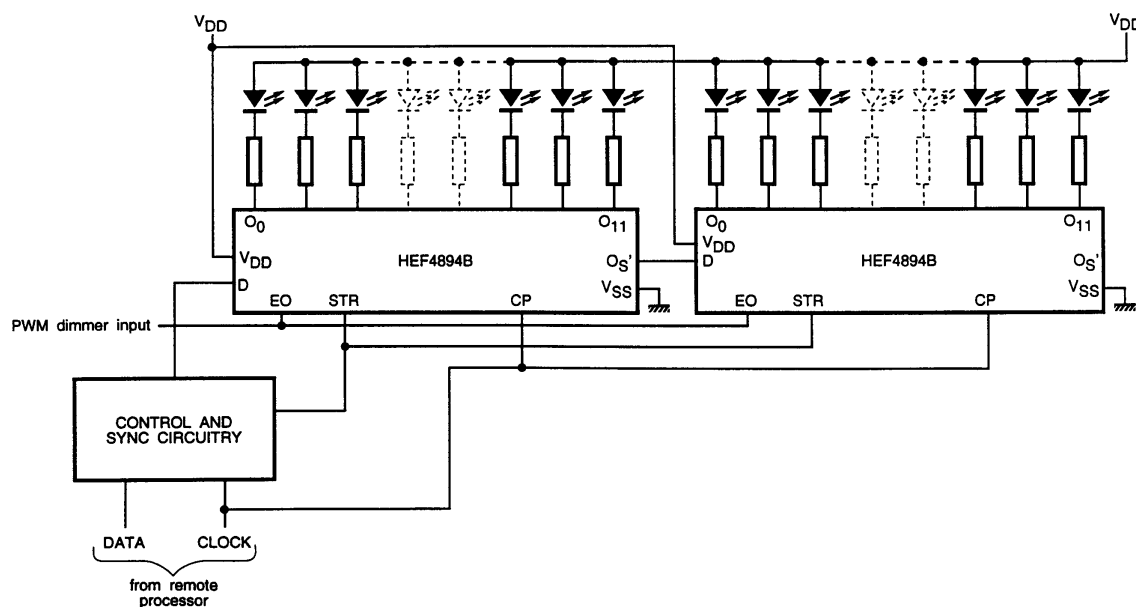 VDD
VDD
O0
O11
VDD
HEF4894B
OS'
D
VSS
EO
STR
CP
O0
O11
VDD
HEF4894B
OS'
D
VSS
EO
STR
CP
PWM dimmer input
CONTROL AND
SYNC CIRCUITRY
DATA
CLOCK
from remote
processor